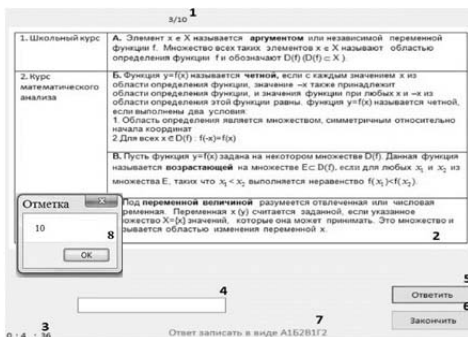 1
3/10
1. Школьный курс
А. Элемент x є X называется аргументом или независимой переменной
функции f. Множество всех таких элементов x є X называют областью
определения функции f и обозначают D(f) (D(f) ⊂ X ).
2. Курс
математического
анализа
Б. Функция y=f(x) называется четной, если с каждым значением x из
области определения функции, значение –x также принадлежит
области определения, и значения функции при любых x и –x из
области определения этой функции равны. функция y=f(x) называется четной,
если выполнены два условия:
1. Область определения является множеством, симметричным относительно
начала координат
2.Для всех x∈D(f) : f(-x)=f(x)
В. Пусть функция y=f(x) задана на некотором множестве D(f). Данная функция
называется возрастающей на множестве E⊂ D(f), если для любых x₁ и x₂ из
множества E, таких что x₁ < x₂ выполняется неравенство f( x₁)<f( x₂).
Под переменной величиной разумеется отвлеченная или числовая
Переменная x (y) считается заданной, если указанное
X={x} значений, которые она может принимать. Это множество и
областью изменения переменной x.
2
Отметка
10
8
OK
4
5
Ответить
6
Закончить
3
0 : 4 : 36
7
Ответ записать в виде А1Б2В1Г2